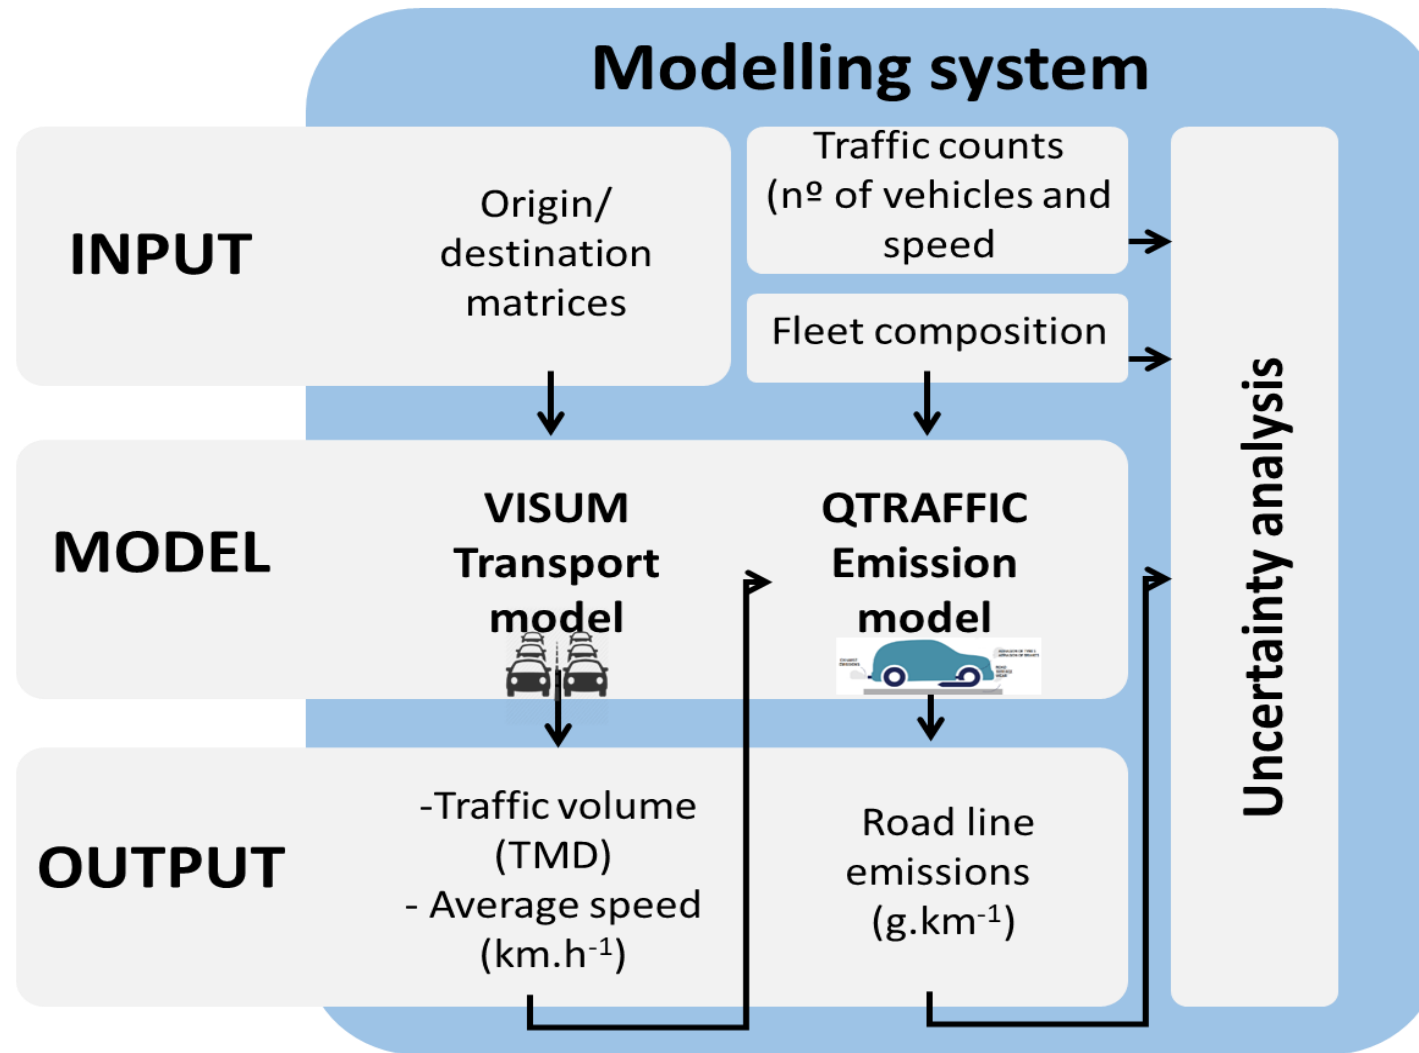 Modelling system
INPUT
Origin/
destination
matrices
Traffic counts
(nº of vehicles and
speed
Fleet composition
MODEL
VISUM
Transport
model
QTRAFFIC
Emission
model
OUTPUT
-Traffic volume
(TMD)
- Average speed
(km.h⁻¹)
Road line
emissions
(g.km⁻¹)
Uncertainty analysis